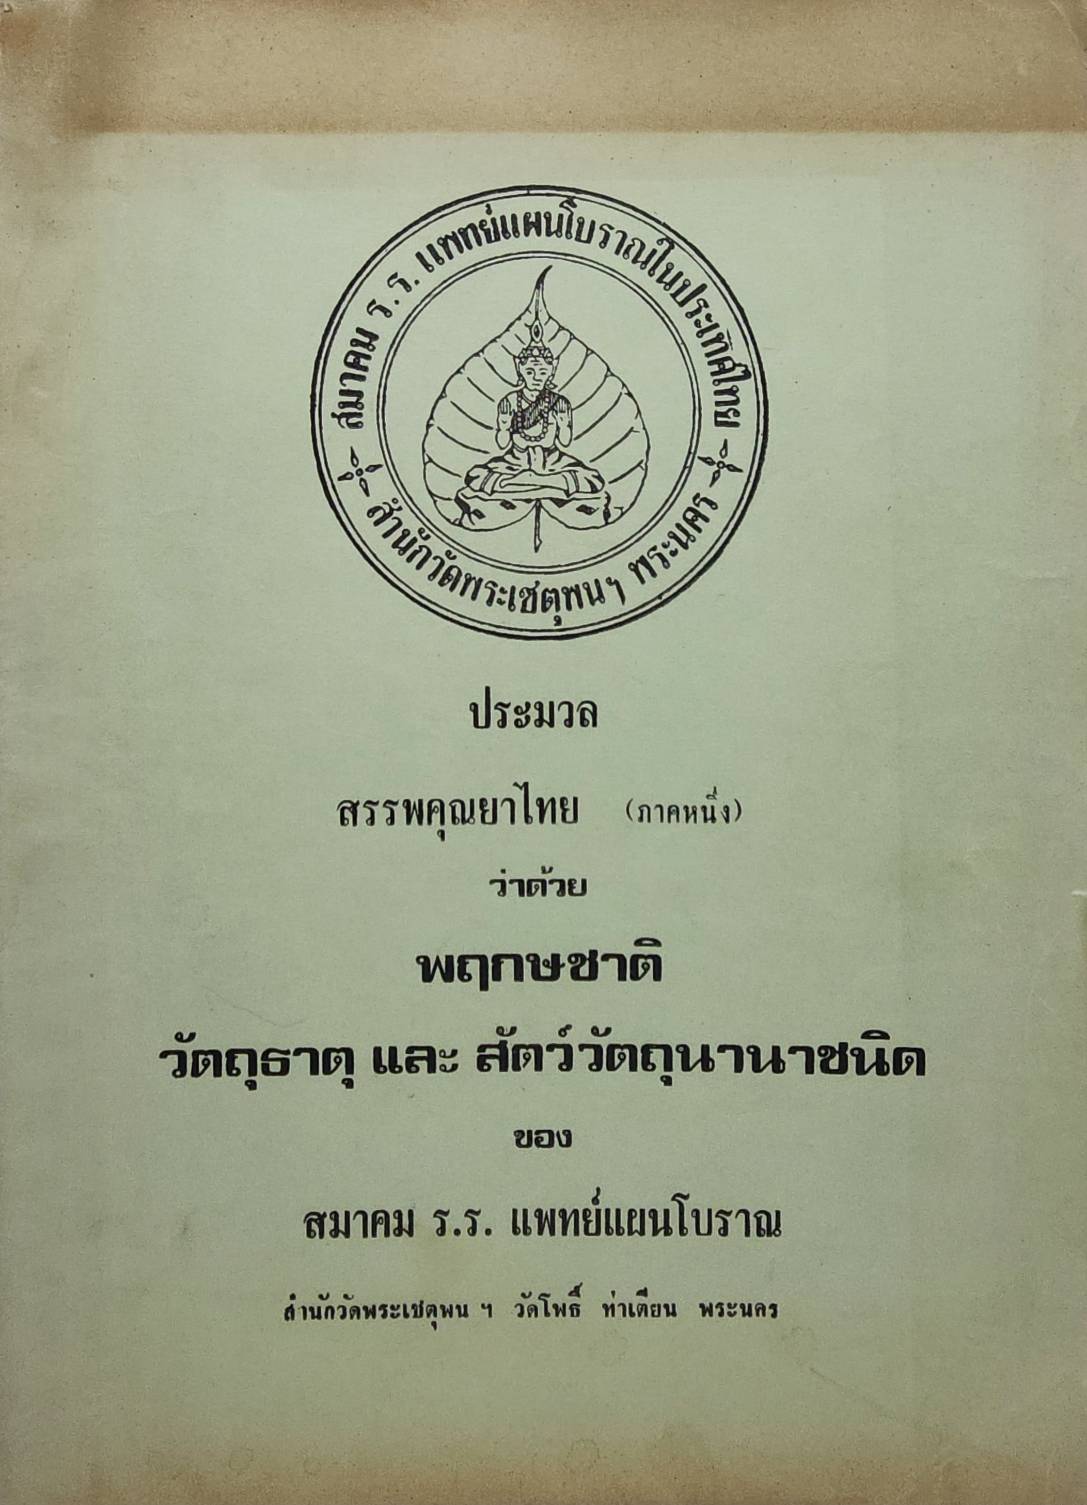 สมาคม ร.ร. แพทย์แผนโบราณในประเทศไทย
สำนักวัดพระเชตุพนฯ พระนคร
ประมวล
สรรพคุณยาไทย (ภาคหนึ่ง)
ว่าด้วย
พฤกษชาติ
วัตถุธาตุ และ สัตว์วัตถุนานาชนิด
ของ
สมาคม ร.ร. แพทย์แผนโบราณ
สำนักวัดพระเชตุพน ฯ วัดโพธิ์ ท่าเตียน พระนคร